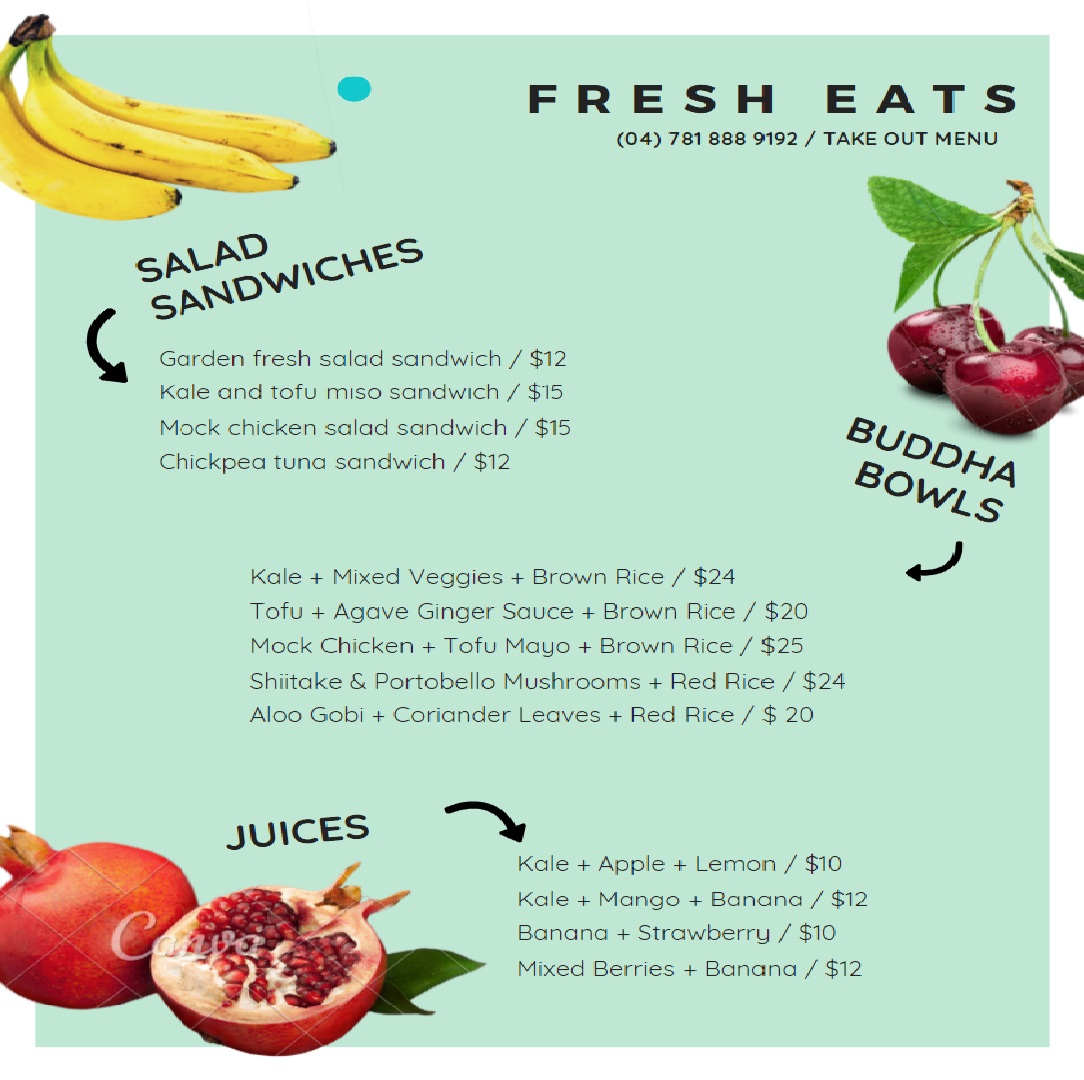 FRESH EATS
(04) 781 888 9192 / TAKE OUT MENU
SALAD
SANDWICHES
Garden fresh salad sandwich / $12
Kale and tofu miso sandwich / $15
Mock chicken salad sandwich / $15
Chickpea tuna sandwich / $12
BUDDHA
BOWLS
Kale + Mixed Veggies + Brown Rice / $24
Tofu + Agave Ginger Sauce + Brown Rice / $20
Mock Chicken + Tofu Mayo + Brown Rice / $25
Shiitake & Portobello Mushrooms + Red Rice / $24
Aloo Gobi + Coriander Leaves + Red Rice / $ 20
JUICES
Kale + Apple + Lemon / $10
Kale + Mango + Banana / $12
Banana + Strawberry / $10
Mixed Berries + Banana / $12
Canva